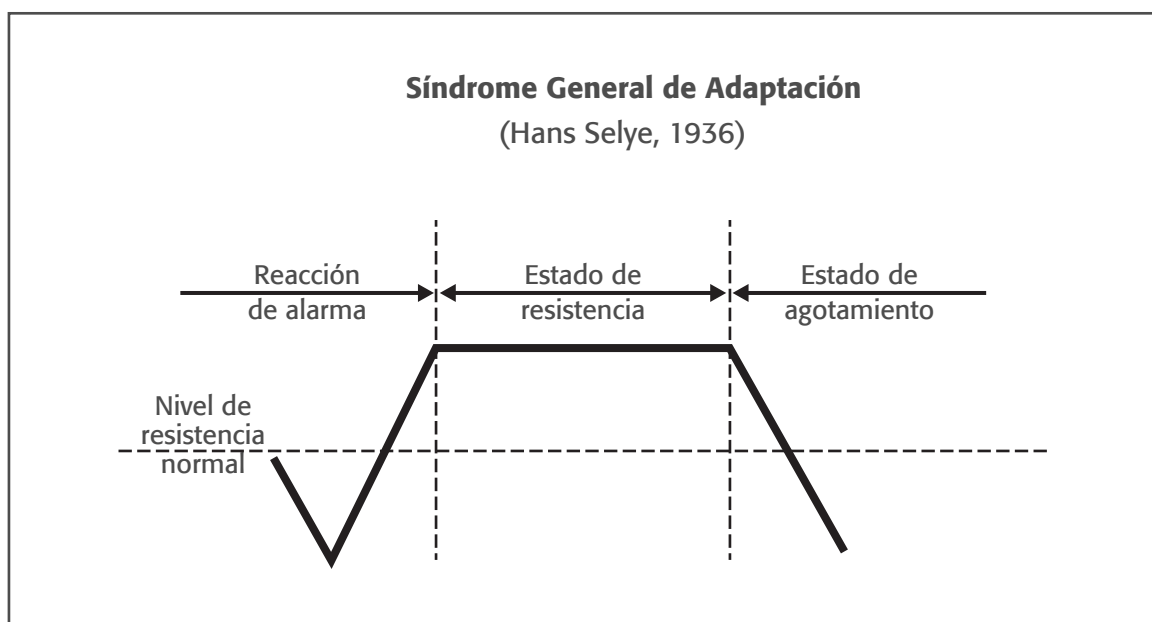 Síndrome General de Adaptación
(Hans Selye, 1936)
Reacción
de alarma
Estado de
resistencia
Estado de
agotamiento
Nivel de
resistencia
normal